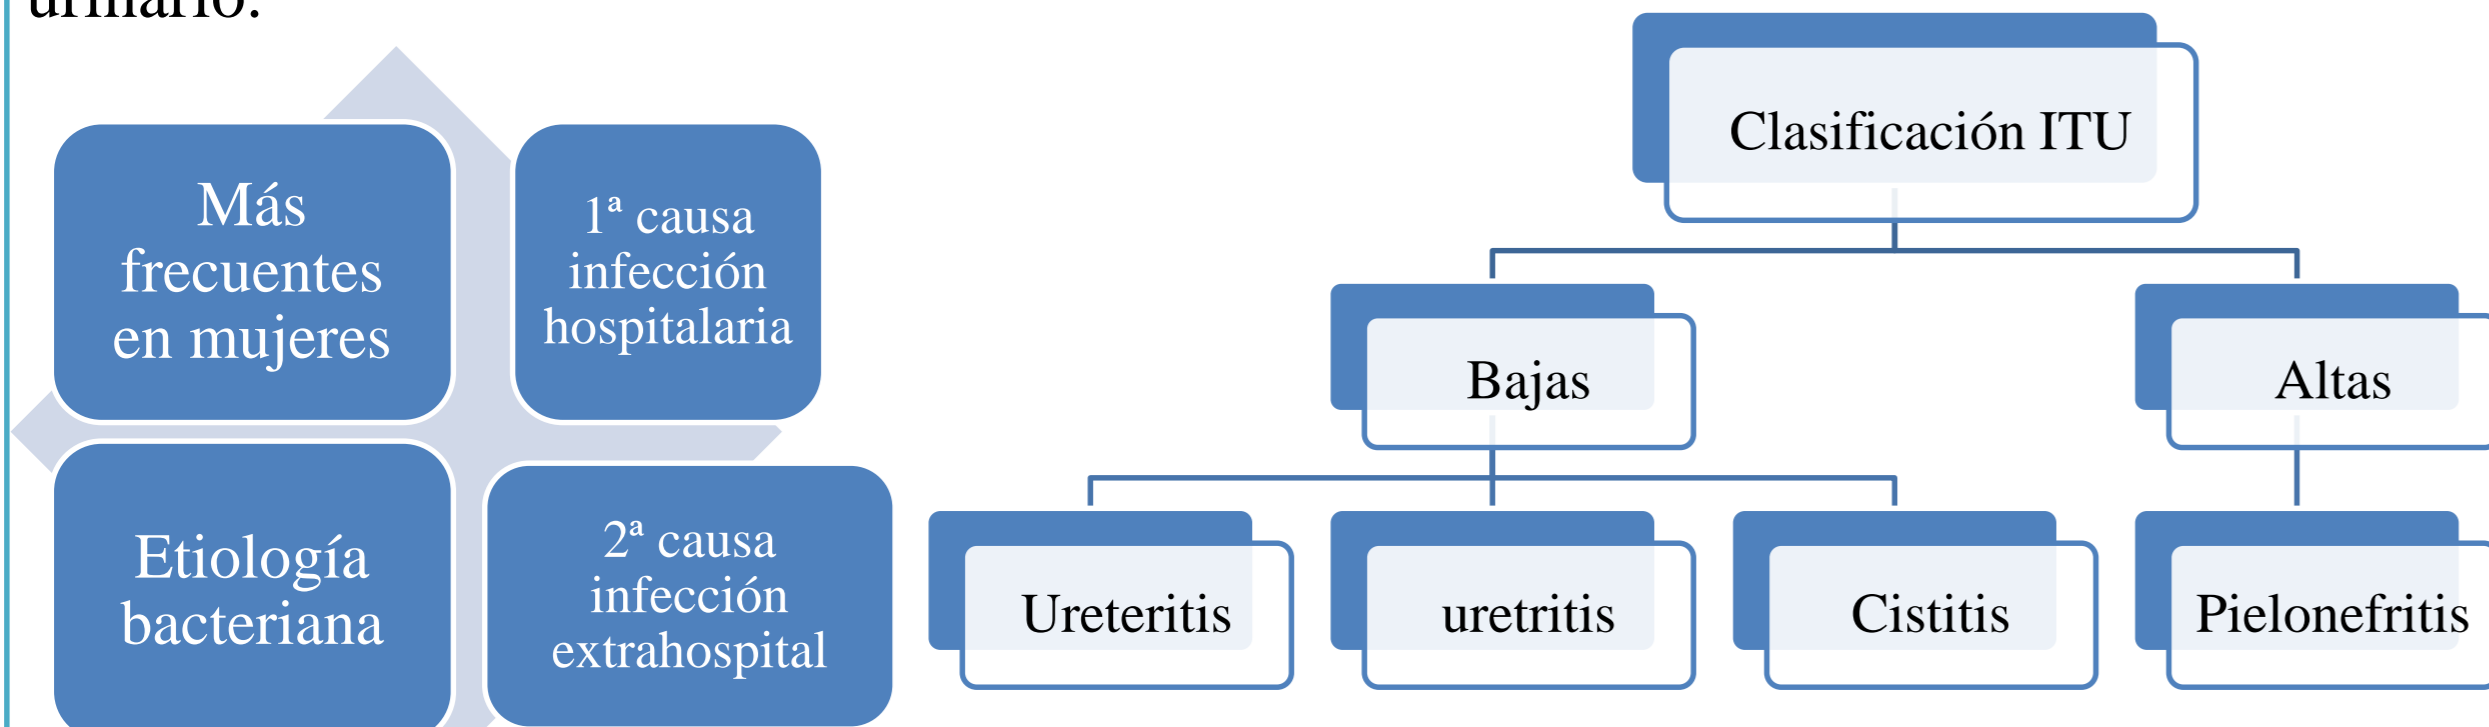 urinario.
Más
frecuentes
en mujeres
1ª causa
infección
hospitalaria
Etiología
bacteriana
2ª causa
infección
extrahospital
Clasificación ITU
Bajas
Altas
Ureteritis
uretritis
Cistitis
Pielonefritis